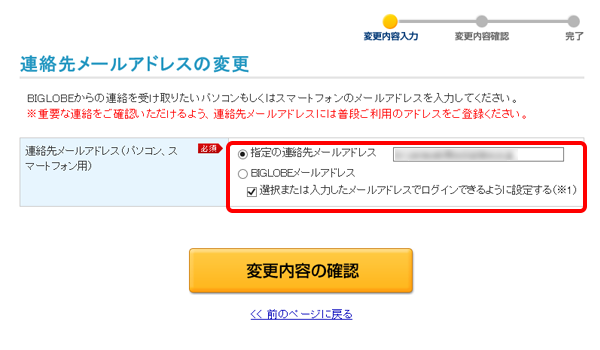 変更内容入力 変更内容確認 完了
連絡先メールアドレスの変更
BIGLOBEからの連絡を受け取りたいパソコンもしくはスマートフォンのメールアドレスを入力してください。
※重要な連絡をご確認いただけるよう、連絡先メールアドレスには普段ご利用のアドレスをご登録ください。
連絡先メールアドレス(パソコン、ス
マートフォン用)
必須
指定の連絡先メールアドレス
BIGLOBEメールアドレス
選択または入力したメールアドレスでログインできるように設定する(※1)
変更内容の確認
<< 前のページに戻る